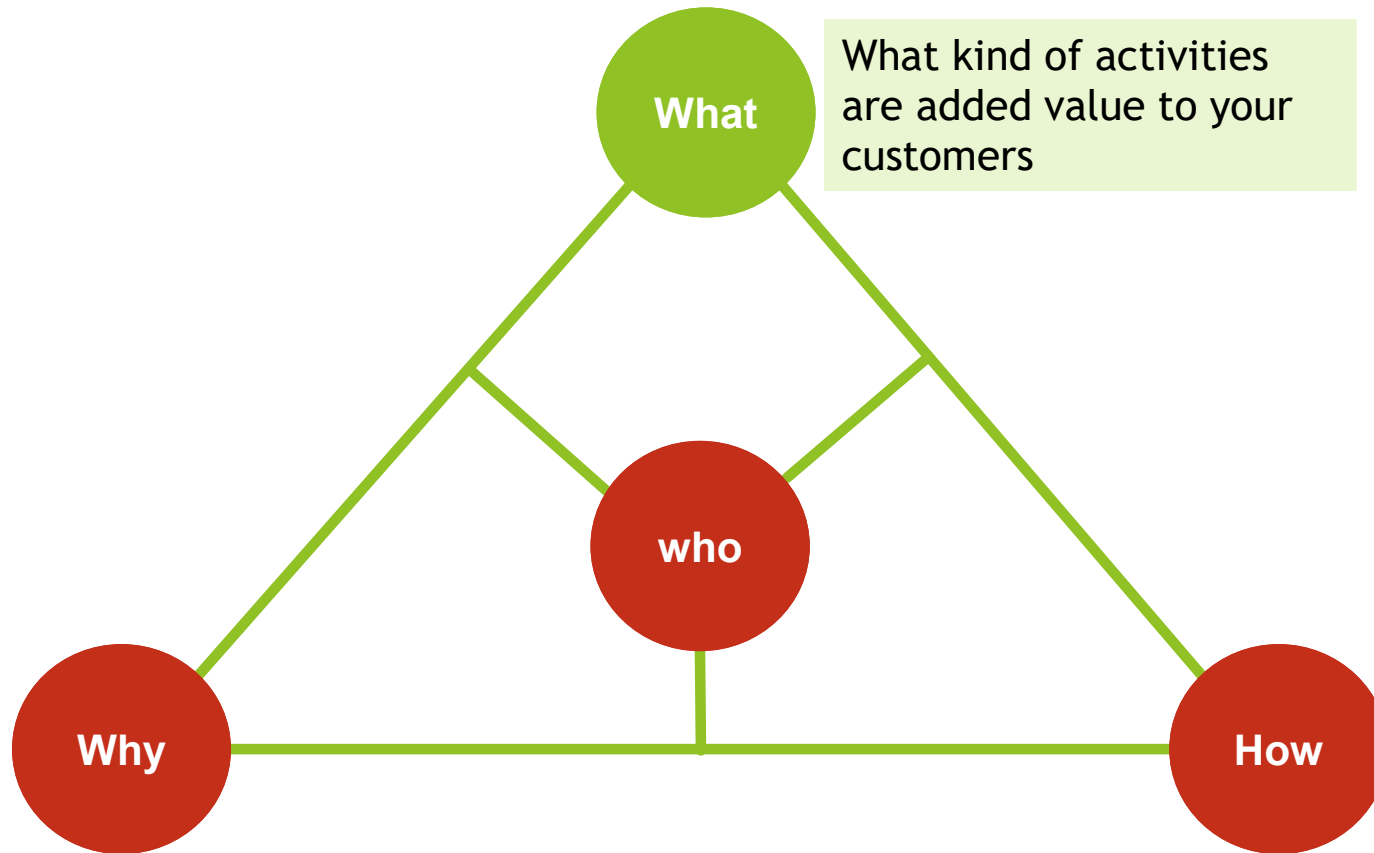 What
What kind of activities
are added value to your
customers
who
Why
How